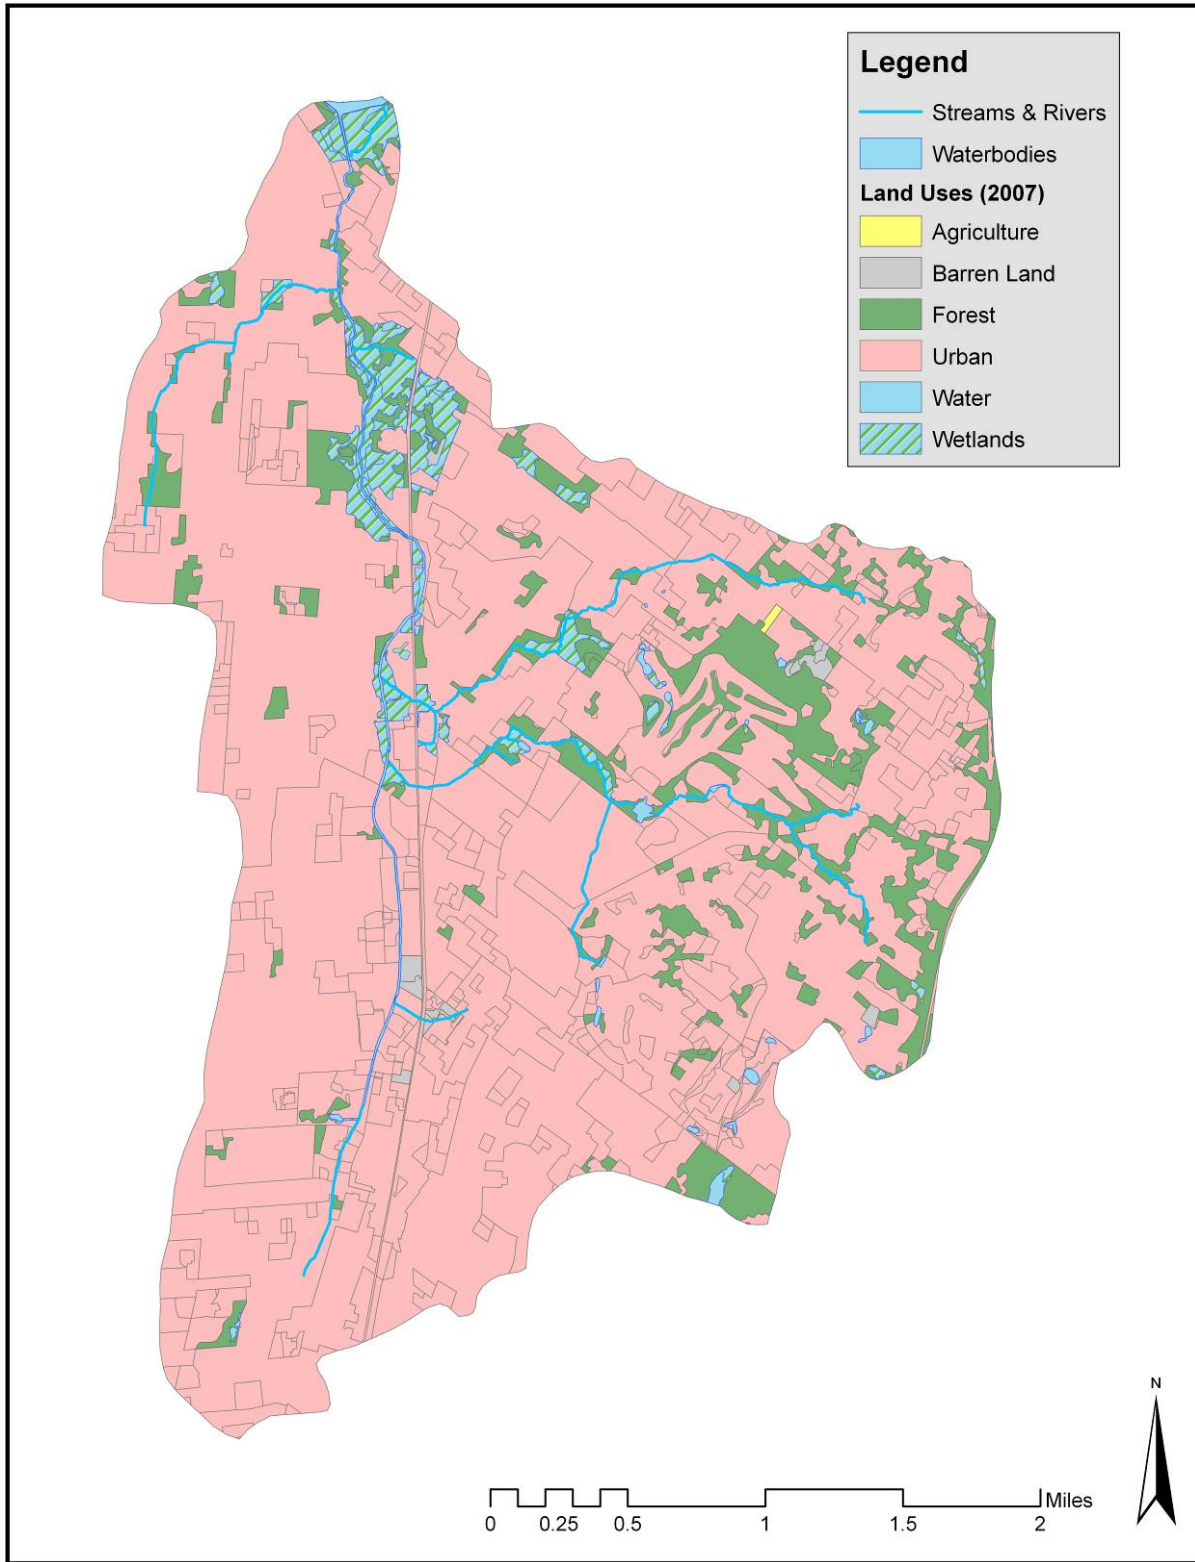 Legend
Streams & Rivers
Waterbodies
Land Uses (2007)
Agriculture
Barren Land
Forest
Urban
Water
Wetlands
N
Miles
0 0.25 0.5 1 1.5 2